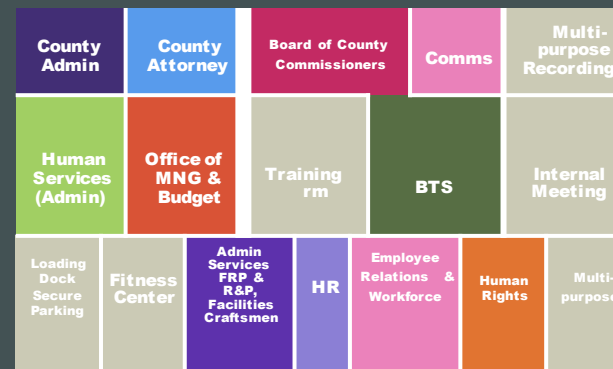 County
Admin
County
Attorney
Board of County
Commissioners
Comms
Multi-
purpose
Recording
Human
Services
(Admin)
Office of
MNG &
Budget
Training
rm
BTS
Internal
Meeting
Loading
Dock
Secure
Parking
Fitness
Center
Admin
Services
FRP &
R&P,
Facilities
Craftsmen
HR
Employee
Relations &
Workforce
Human
Rights
Multi-
purpose